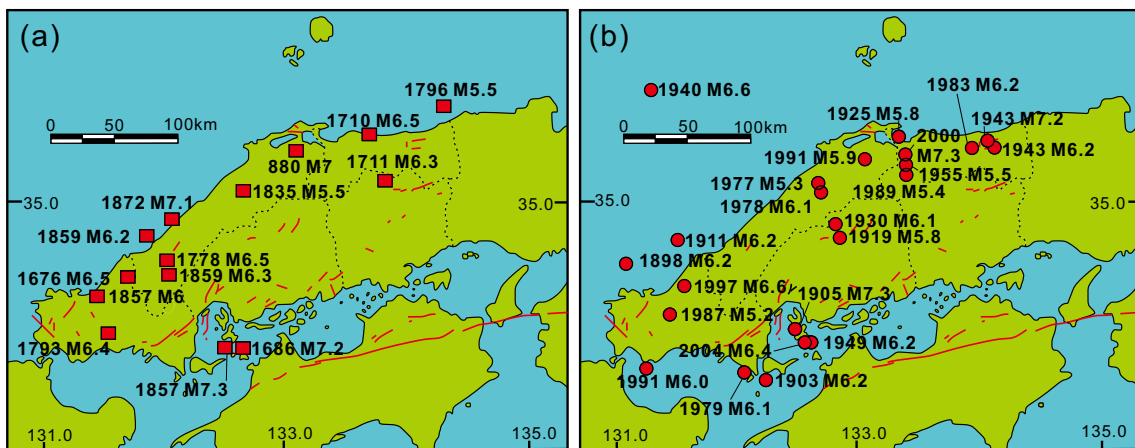 (a)
1796 M5.5
1710 M6.5
0 50 100km
880 M7
1711 M6.3
1835 M5.5
35.0
35.0
1872 M7.1
1859 M6.2
1778 M6.5
1676 M6.5
1859 M6.3
1857 M6
1793 M6.4
1686 M7.2
1857 M7.3
131.0
133.0
135.0
(b)
1940 M6.6
1983 M6.2
1925 M5.8
1943 M7.2
0 50 100km
2000
M7.3
1943 M6.2
1991 M5.9
1955 M5.5
1977 M5.3
1989 M5.4
35.0
35.0
1978 M6.1
1930 M6.1
1919 M5.8
1911 M6.2
1898 M6.2
1997 M6.6
1905 M7.3
1987 M5.2
1949 M6.2
2004 M6.4
1991 M6.0
1903 M6.2
1979 M6.1
131.0
133.0
135.0